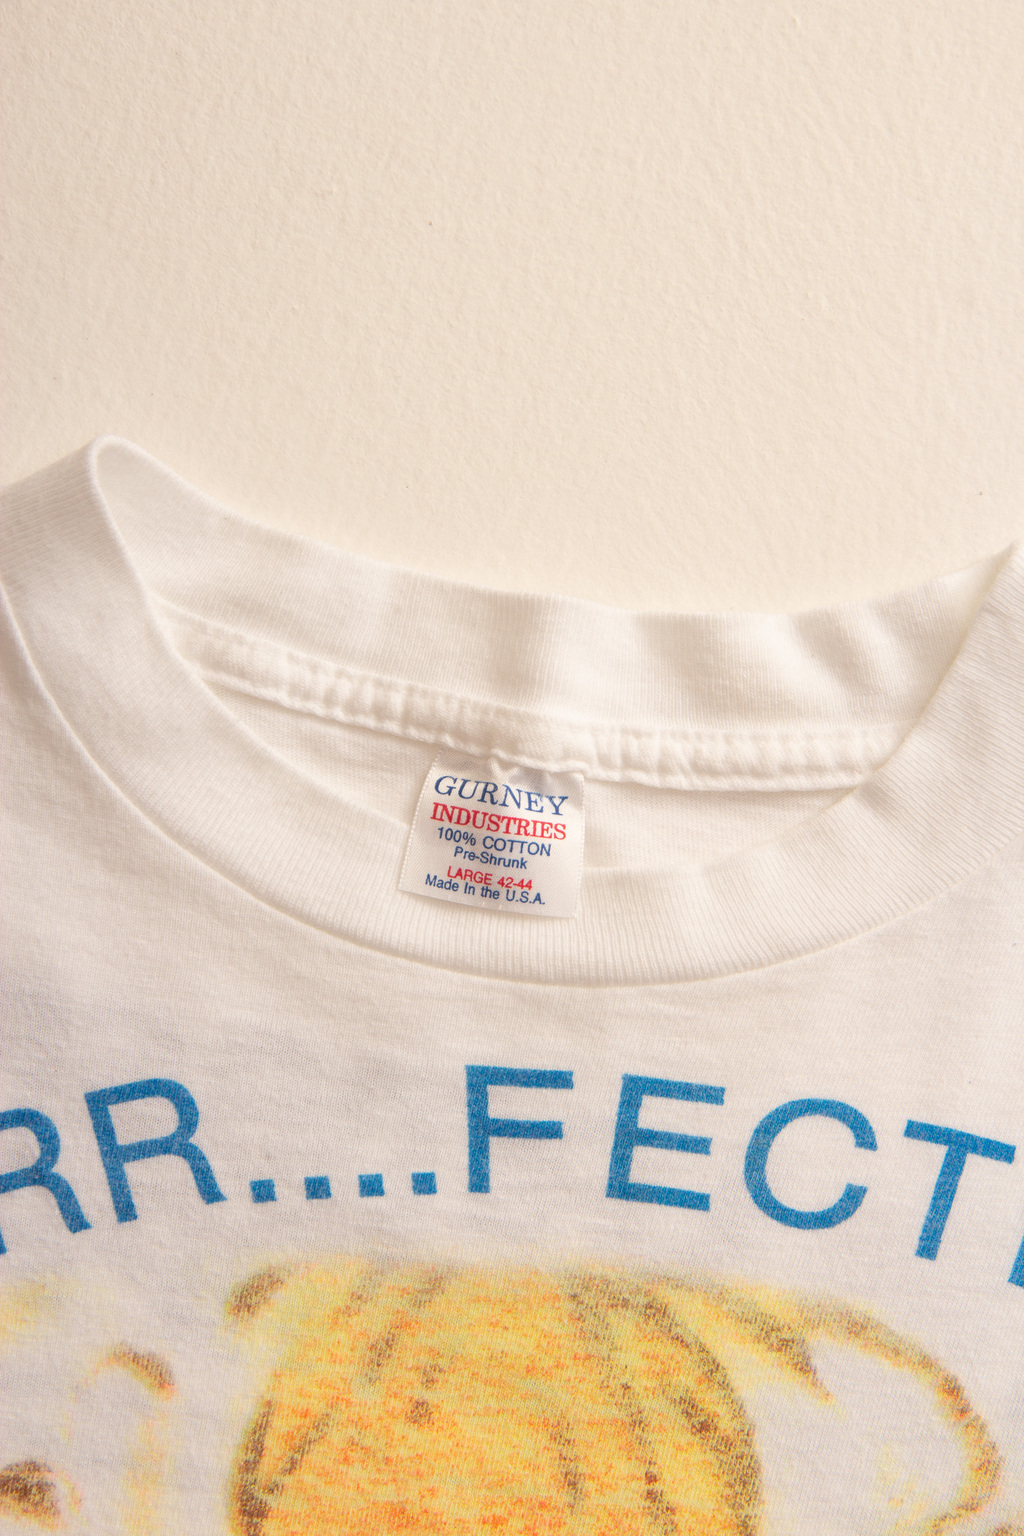 GURNEY
INDUSTRIES
100% COTTON
Pre-Shrunk
LARGE 42-44
Made In the U.S.A.
RR....FECT